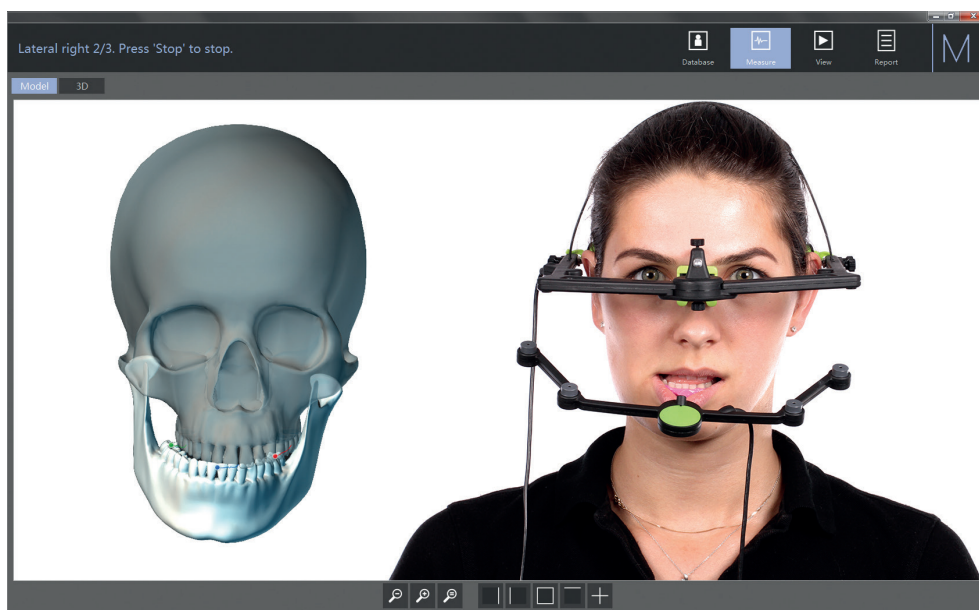 Lateral right 2/3. Press 'Stop' to stop.
Database
Measure
View
Report
M
Model
3D